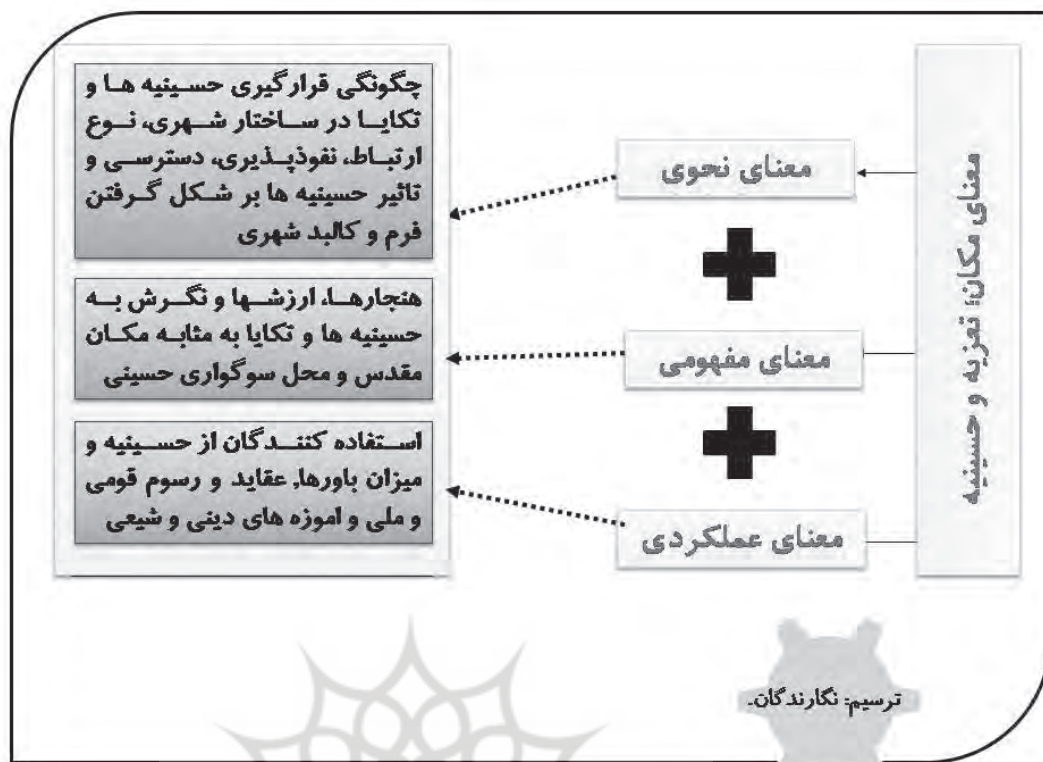 معنای مکان؛ تعزیه و حسینیه
معنای نحوی
چگونگی قرارگیری حسینیه ها و
تکایا در ساختار شهری، نوع
ارتباط، نفوذپذیری، دسترسی و
تاثیر حسینیه ها بر شکل گرفتن
فرم و کالبد شهری
معنای مفهومی
هنجارها، ارزشها و نگرش به
حسینیه ها و تکایا به مثابه مکان
مقدس و محل سوگواری حسینی
معنای عملکردی
استفاده کنندگان از حسینیه و
میزان باورها، عقاید و رسوم قومی
و ملی و اموزه های دینی و شیعی
ترسیم: نگارندگان.